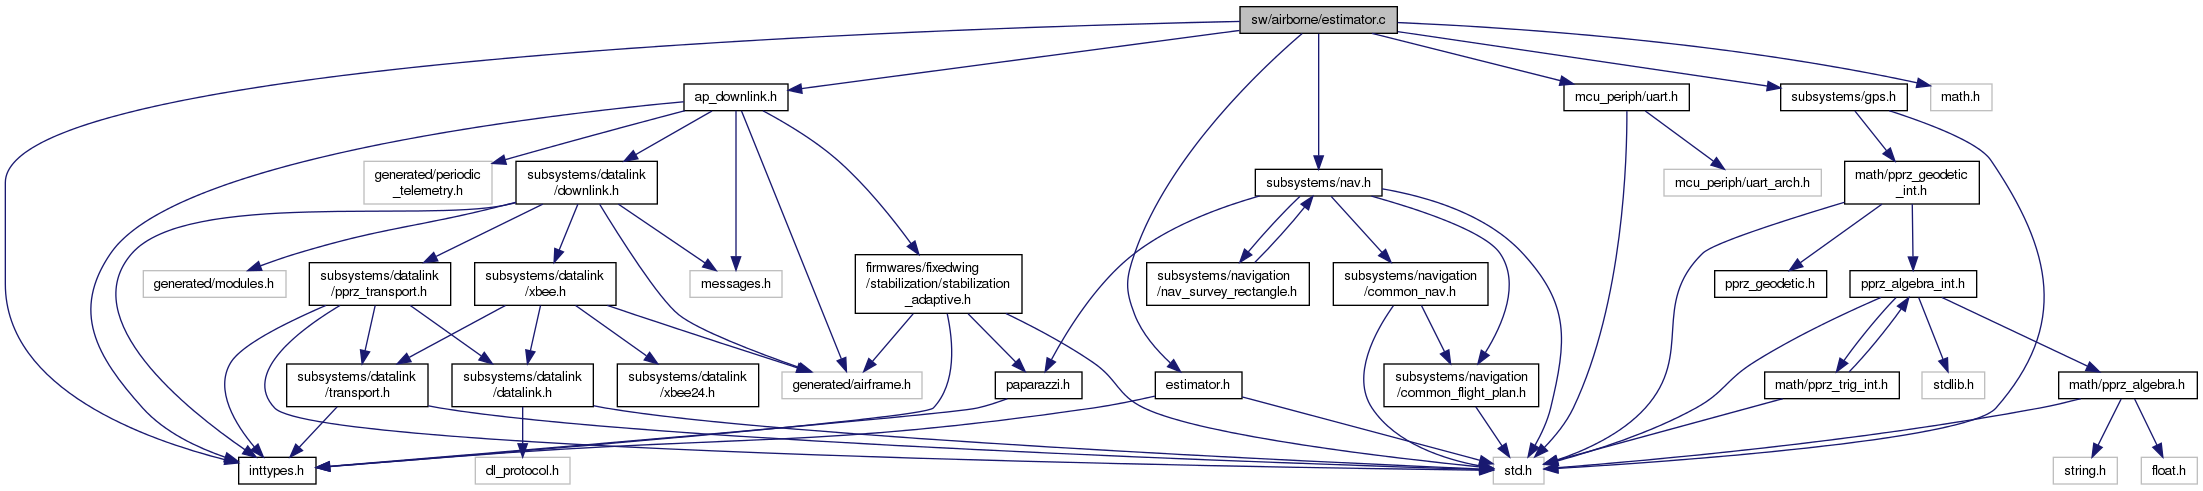 sw/airborne/estimator.c
ap_downlink.h
mcu_periph/uart.h
subsystems/gps.h
math.h
generated/periodic
_telemetry.h
subsystems/datalink
/downlink.h
subsystems/nav.h
mcu_periph/uart_arch.h
math/pprz_geodetic
_int.h
generated/modules.h
subsystems/datalink
/pprz_transport.h
subsystems/datalink
/xbee.h
messages.h
firmwares/fixedwing
/stabilization/stabilization
_adaptive.h
subsystems/navigation
/nav_survey_rectangle.h
subsystems/navigation
/common_nav.h
pprz_geodetic.h
pprz_algebra_int.h
subsystems/datalink
/transport.h
subsystems/datalink
/datalink.h
subsystems/datalink
/xbee24.h
generated/airframe.h
paparazzi.h
estimator.h
subsystems/navigation
/common_flight_plan.h
math/pprz_trig_int.h
stdlib.h
math/pprz_algebra.h
inttypes.h
dl_protocol.h
std.h
string.h
float.h